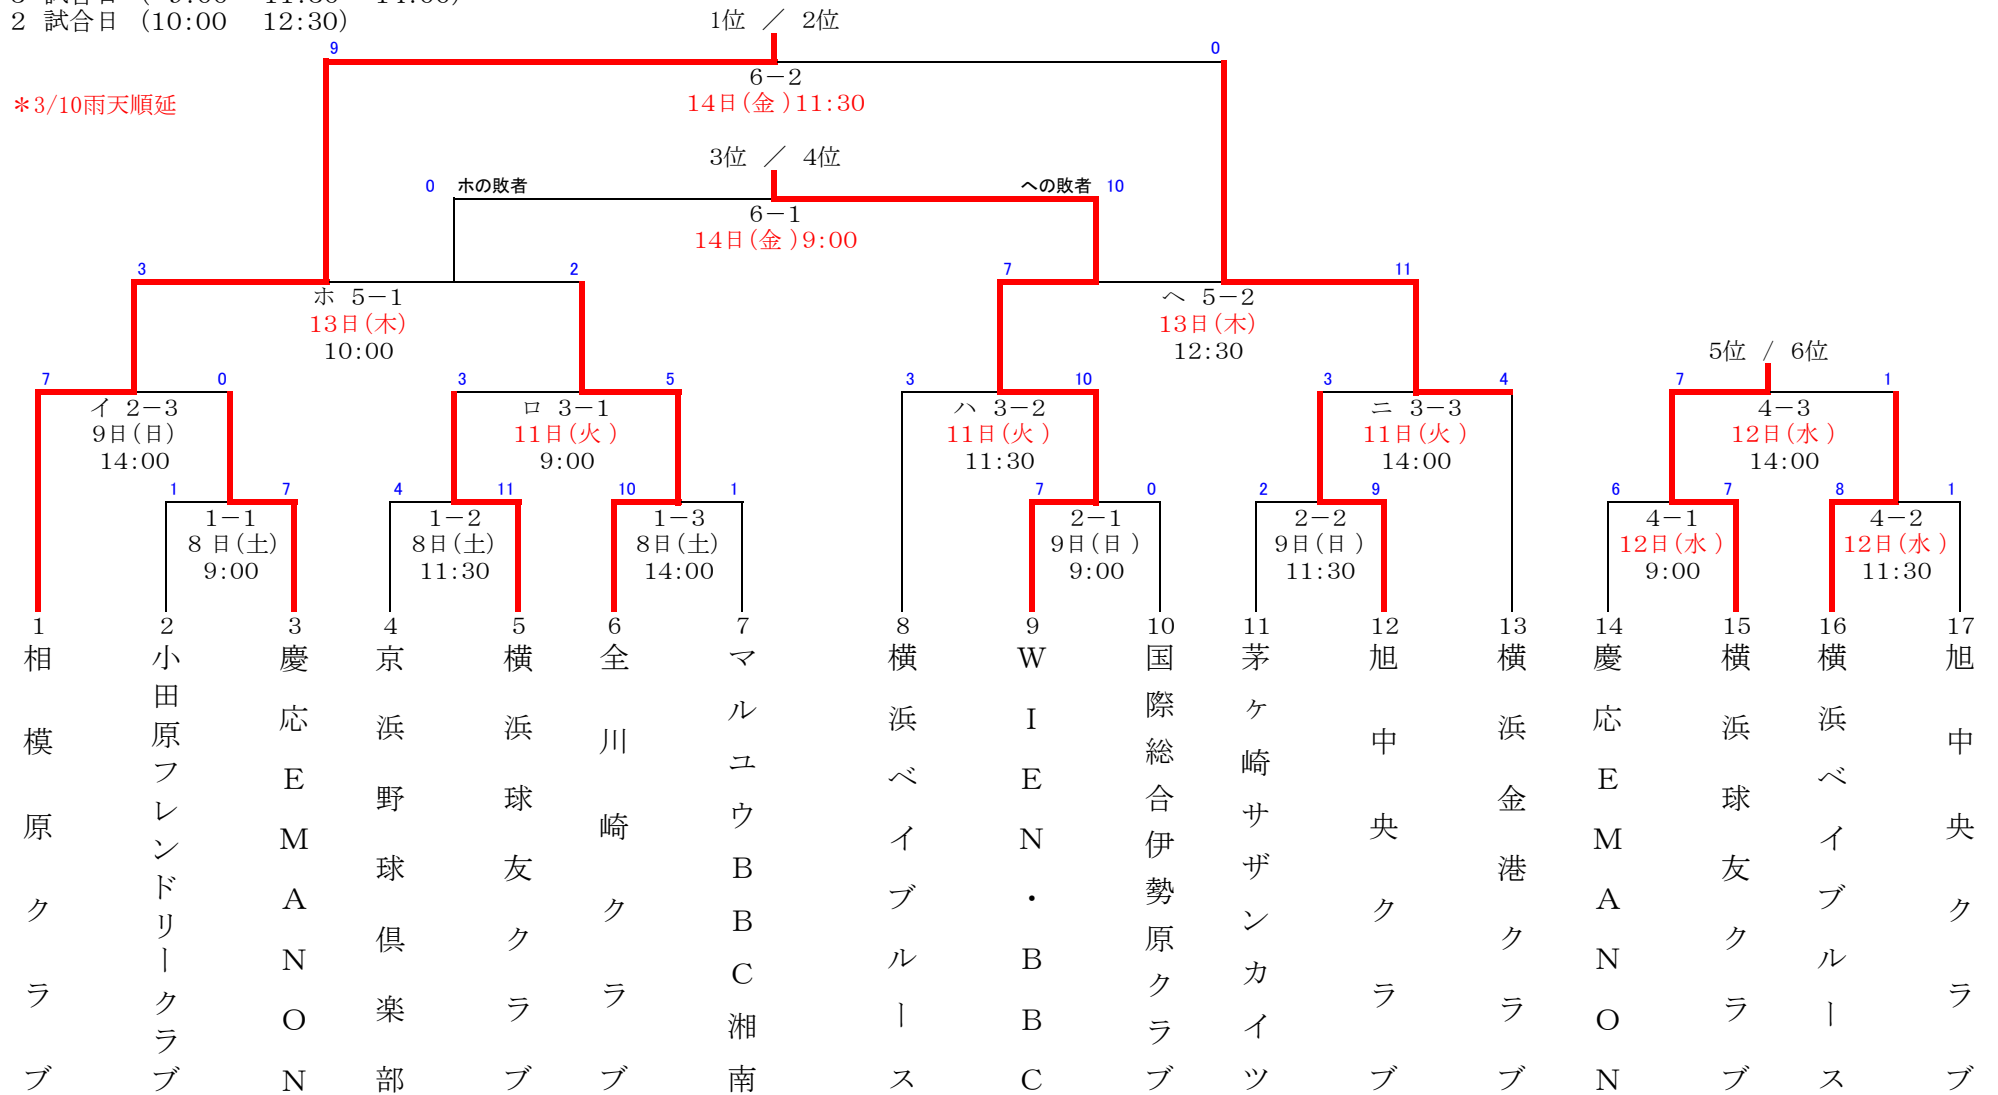 2 試合日 (10:00 12:30)
1位 ／ 2位
9 0
6－2
14日(金)11:30
＊3/10雨天順延
3位 ／ 4位
0 ホの敗者 への敗者 10
6－1
14日(金)9:00
3 2 7 11
ホ 5－1
13日(木)
10:00
ヘ 5－2
13日(木)
12:30
5位 / 6位
7 0 3 5 3 10 3 4 7 1
イ 2－3
9日(日)
14:00
ロ 3－1
11日(火)
9:00
ハ 3－2
11日(火)
11:30
ニ 3－3
11日(火)
14:00
4－3
12日(水)
14:00
1 7 4 11 10 1 7 0 2 9 6 7 8 1
1－1
8日(土)
9:00
1－2
8日(土)
11:30
1－3
8日(土)
14:00
2－1
9日(日)
9:00
2－2
9日(日)
11:30
4－1
12日(水)
9:00
4－2
12日(水)
11:30
1 相模原クラブ
2 小田原フレンドリークラブ
3 慶応EMANON
4 京浜野球倶楽部
5 横浜球友クラブ
6 全川崎クラブ
7 マルユウBBC湘南
8 横浜ベイブルース
9 WIEN・BBC
10 国際総合伊勢原クラブ
11 茅ヶ崎サザンカイツ
12 旭中央クラブ
13 横浜金港クラブ
14 慶応EMANON
15 横浜球友クラブ
16 横浜ベイブルース
17 旭中央クラブ